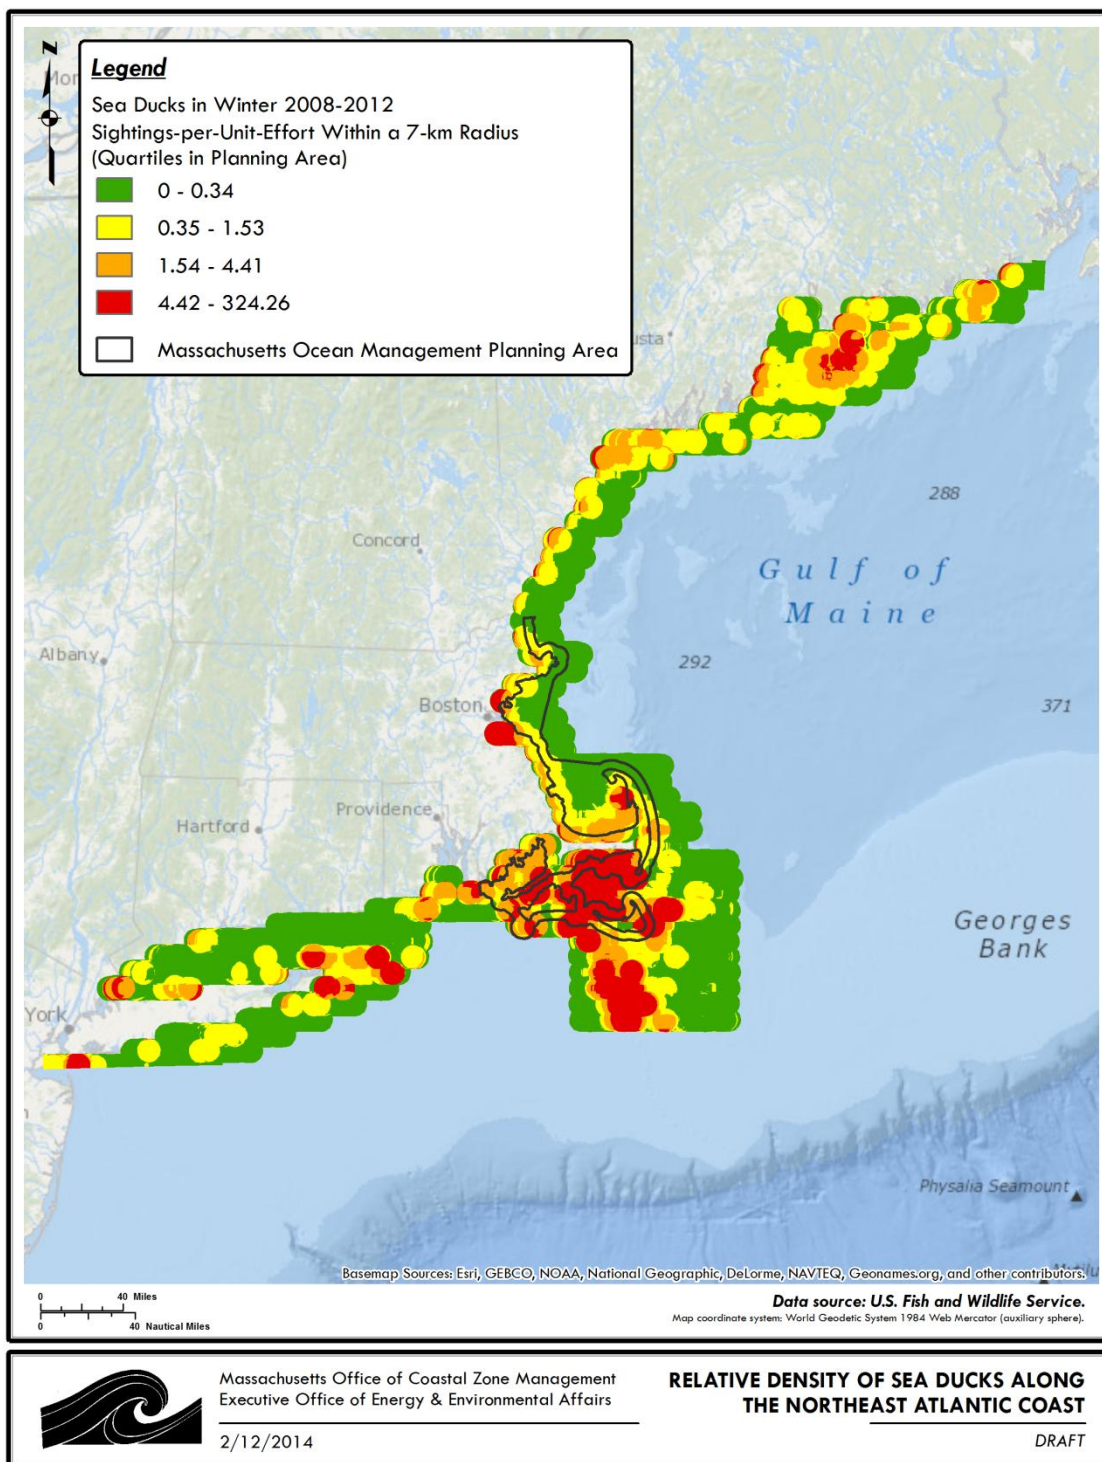 N
Legend
Sea Ducks in Winter 2008-2012
Sightings-per-Unit-Effort Within a 7-km Radius
(Quartiles in Planning Area)
0 - 0.34
0.35 - 1.53
1.54 - 4.41
4.42 - 324.26
Massachusetts Ocean Management Planning Area
Mon
usta
288
Concord
Gulf of
Maine
Albany
292
Boston
371
Providence
Hartford
Georges
Bank
York
Physalia Seamount
Basemap Sources: Esri, GEBCO, NOAA, National Geographic, DeLorme, NAVTEQ, Geonames.org, and other contributors.
0 40 Miles
0 40 Nautical Miles
Data source: U.S. Fish and Wildlife Service.
Map coordinate system: World Geodetic System 1984 Web Mercator (auxiliary sphere).
Massachusetts Office of Coastal Zone Management
Executive Office of Energy & Environmental Affairs
2/12/2014
RELATIVE DENSITY OF SEA DUCKS ALONG
THE NORTHEAST ATLANTIC COAST
DRAFT